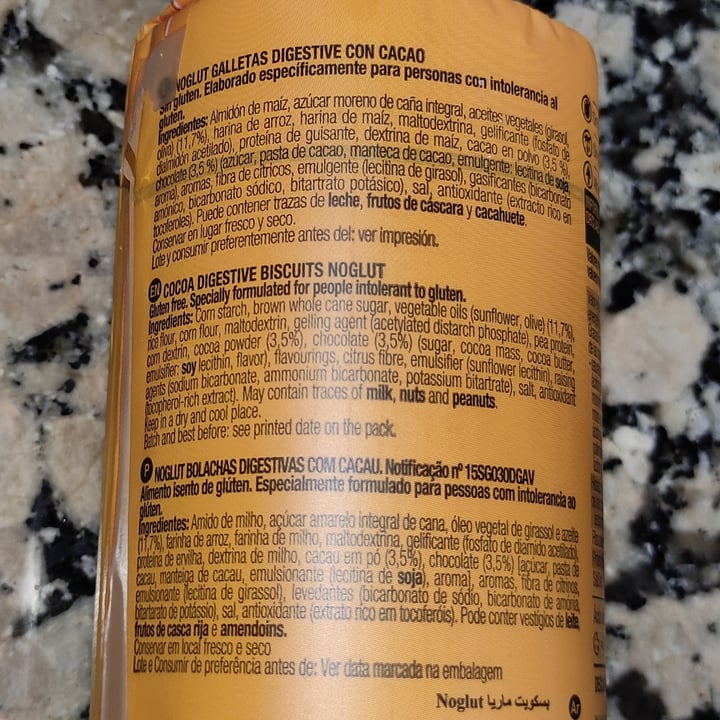 NOGLUT GALLETAS DIGESTIVE CON CACAO
Sin gluten. Elaborado específicamente para personas con intolerancia al
gluten.
Ingredientes: Almidón de maíz, azúcar moreno de caña integral, aceites vegetales (girasol,
oliva) (11,7%), harina de arroz, harina de maíz, maltodextrina, gelificante (fosfato de
dialmidón acetilado), proteína de guisante, dextrina de maíz, cacao en polvo (3,5 %),
chocolate (3,5 %) (azúcar, pasta de cacao, manteca de cacao, emulgente: lecitina de soja,
aroma), aromas, fibra de cítricos, emulgente (lecitina de girasol), gasificantes (bicarbonato
amónico, bicarbonato sódico, bitartrato potásico), sal, antioxidante (extracto rico en
tocoferoles). Puede contener trazas de leche, frutos de cáscara y cacahuete.
Conservar en lugar fresco y seco.
Lote y consumir preferentemente antes del: ver impresión.
EN COCOA DIGESTIVE BISCUITS NOGLUT
Gluten free. Specially formulated for people intolerant to gluten.
Ingredients: Corn starch, brown whole cane sugar, vegetable oils (sunflower, olive) (11,7%),
rice flour, corn flour, maltodextrin, gelling agent (acetylated distarch phosphate), pea protein,
corn dextrin, cocoa powder (3,5%), chocolate (3,5%) (sugar, cocoa mass, cocoa butter,
emulsifier: soy lecithin, flavor), flavourings, citrus fibre, emulsifier (sunflower lecithin), raising
agents (sodium bicarbonate, ammonium bicarbonate, potassium bitartrate), salt, antioxidant
(tocopherol-rich extract). May contain traces of milk, nuts and peanuts.
Keep in a dry and cool place.
Batch and best before: see printed date on the pack.
P NOGLUT BOLACHAS DIGESTIVAS COM CACAU. Notificação nº 15SG030DGAV
Alimento isento de glúten. Especialmente formulado para pessoas com intolerancia ao
glúten.
Ingredientes: Amido de milho, açúcar amarelo integral de cana, óleo vegetal de girassol e azeite
(11,7%), farinha de arroz, farinha de milho, maltodextrina, gelificante (fosfato de diamido acetilado),
proteína de ervilha, dextrina de milho, cacau em pó (3,5%), chocolate (3,5%) [açúcar, pasta de
cacau, manteiga de cacau, emulsionante (lecitina de soja), aroma], aromas, fibra de citrinos,
emulsionante (lecitina de girassol), levedantes (bicarbonato de sódio, bicarbonato de amónia,
bitartarato de potássio), sal, antioxidante (extrato rico em tocoferóis). Pode conter vestígios de leite,
frutos de casca rija e amendoins.
Conservar em local fresco e seco
Lote e Consumir de preferência antes de: Ver data marcada na embalagem
Noglut بسكويت ماريا Ar